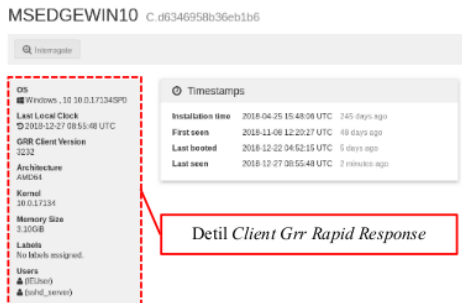 MSEDGEWIN10 C.d6346958b36eb1b6
Interrogate
OS
Windows , 10 10.0.17134SP0
Last Local Clock
2018-12-27 08:55:48 UTC
GRR Client Version
3232
Architecture
AMD64
Kernel
10.0.17134
Memory Size
3.10GiB
Labels
No labels assigned.
Users
(IEUser)
(sshd_server)
Timestamps
Installation time 2018-04-25 15:48:06 UTC 245 days ago
First seen 2018-11-08 12:20:27 UTC 48 days ago
Last booted 2018-12-22 04:52:15 UTC 5 days ago
Last seen 2018-12-27 08:55:48 UTC 2 minutes ago
Detil Client Grr Rapid Response